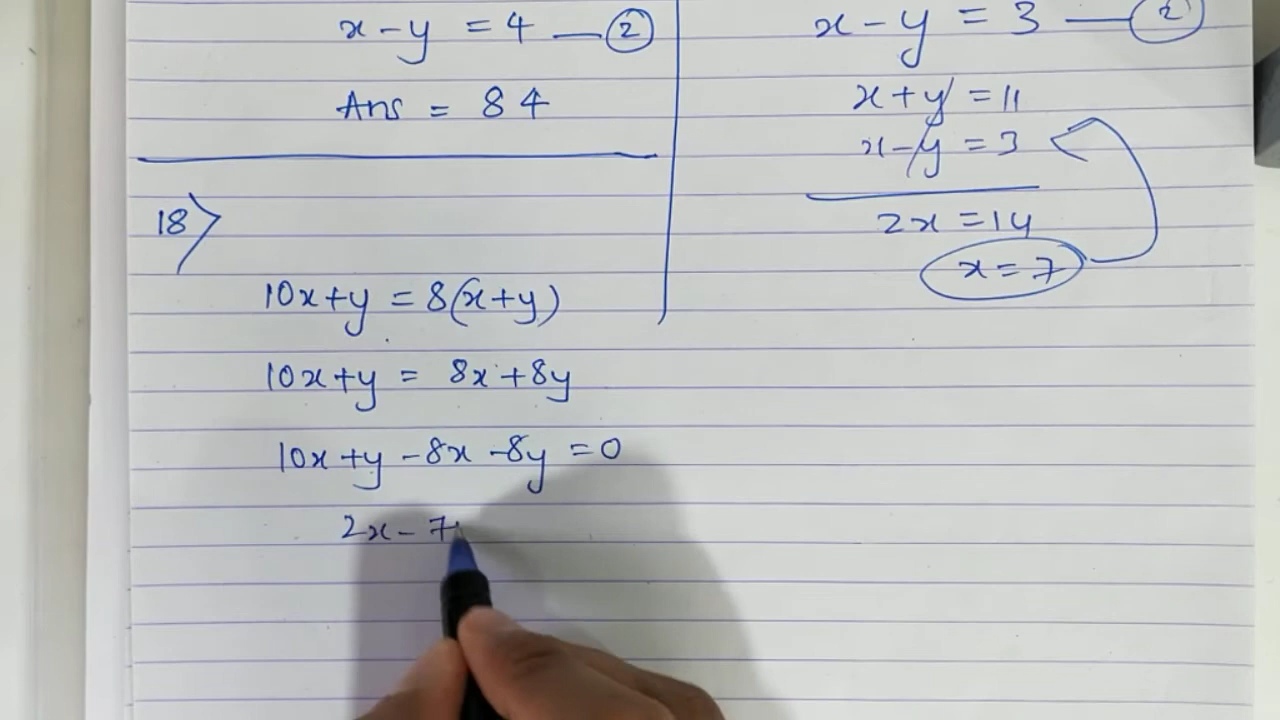 x - y = 4 — ②
Ans = 84
18>
10x + y = 8(x + y)
10x + y = 8x + 8y
10x + y - 8x - 8y = 0
2x - 7
x - y = 3 — ②
x + y = 11
x - y = 3
2x = 14
x = 7